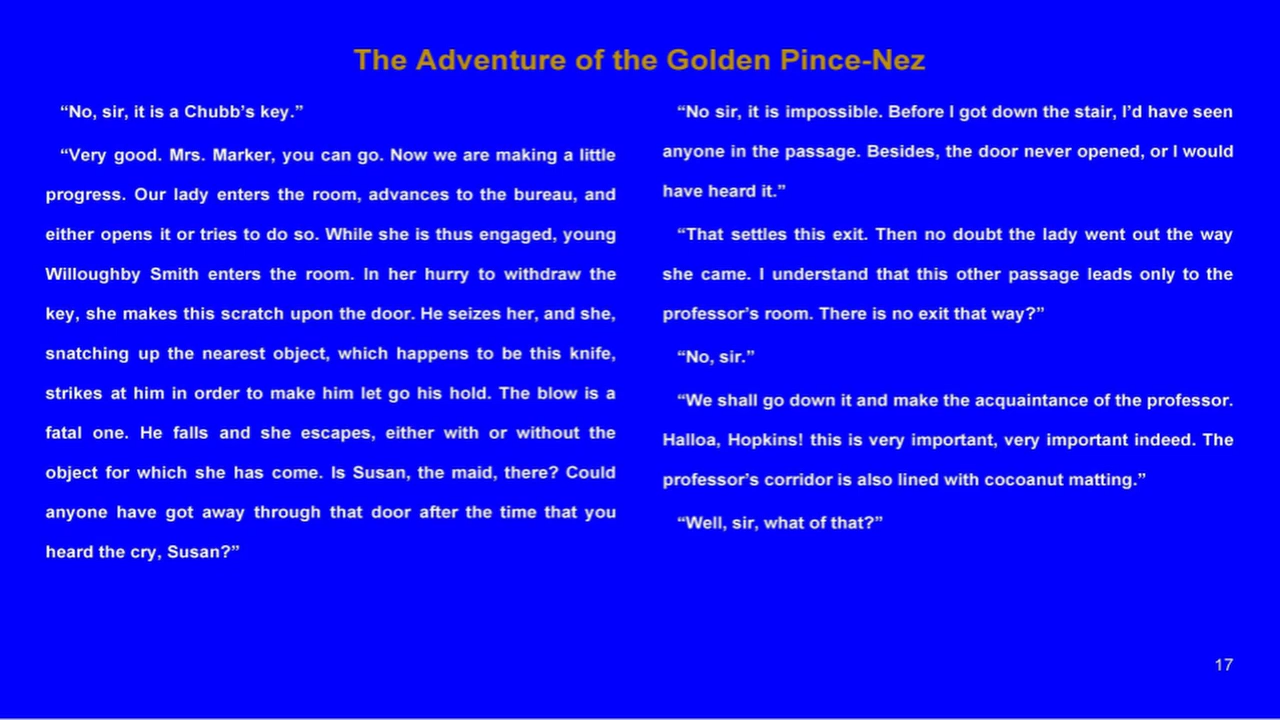 The Adventure of the Golden Pince-Nez
“No, sir, it is a Chubb’s key.”
“Very good. Mrs. Marker, you can go. Now we are making a little
progress. Our lady enters the room, advances to the bureau, and
either opens it or tries to do so. While she is thus engaged, young
Willoughby Smith enters the room. In her hurry to withdraw the
key, she makes this scratch upon the door. He seizes her, and she,
snatching up the nearest object, which happens to be this knife,
strikes at him in order to make him let go his hold. The blow is a
fatal one. He falls and she escapes, either with or without the
object for which she has come. Is Susan, the maid, there? Could
anyone have got away through that door after the time that you
heard the cry, Susan?”
“No sir, it is impossible. Before I got down the stair, I’d have seen
anyone in the passage. Besides, the door never opened, or I would
have heard it.”
“That settles this exit. Then no doubt the lady went out the way
she came. I understand that this other passage leads only to the
professor’s room. There is no exit that way?”
“No, sir.”
“We shall go down it and make the acquaintance of the professor.
Halloa, Hopkins! this is very important, very important indeed. The
professor’s corridor is also lined with cocoanut matting.”
“Well, sir, what of that?”
17